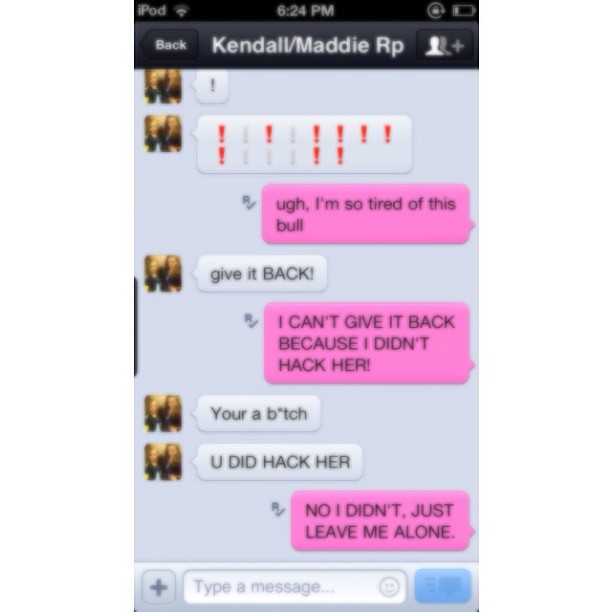 iPod 6:24 PM
Back Kendall/Maddie Rp
!
❗❕❗❕❗❗❗❗
❗❕❕❕❗❗
ugh, I'm so tired of this
bull
give it BACK!
I CAN'T GIVE IT BACK
BECAUSE I DIDN'T
HACK HER!
Your a b*tch
U DID HACK HER
NO I DIDN'T, JUST
LEAVE ME ALONE.
Type a message...